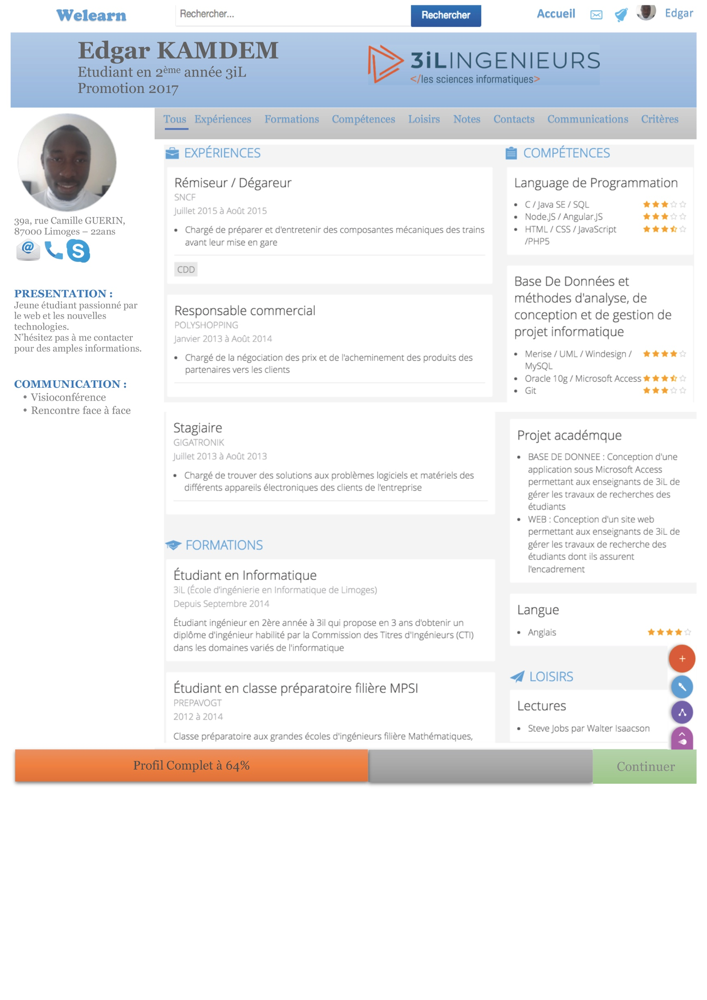 Welearn
Rechercher...
Rechercher
Accueil
Edgar
Edgar KAMDEM
Etudiant en 2ème année 3iL
Promotion 2017
3iLINGENIEURS
</les sciences informatiques>
Tous Expériences Formations Compétences Loisirs Notes Contacts Communications Critères
39a, rue Camille GUERIN,
87000 Limoges – 22ans
@
S
PRESENTATION :
Jeune étudiant passionné par
le web et les nouvelles
technologies.
N'hésitez pas à me contacter
pour des amples informations.
COMMUNICATION :
• Visioconférence
• Rencontre face à face
EXPÉRIENCES
Rémiseur / Dégareur
SNCF
Juillet 2015 à Août 2015
• Chargé de préparer et d'entretenir des composantes mécaniques des trains
avant leur mise en gare
CDD
Responsable commercial
POLYSHOPPING
Janvier 2013 à Août 2014
• Chargé de la négociation des prix et de l'acheminement des produits des
partenaires vers les clients
Stagiaire
GIGATRONIK
Juillet 2013 à Août 2013
• Chargé de trouver des solutions aux problèmes logiciels et matériels des
différents appareils électroniques des clients de l'entreprise
FORMATIONS
Étudiant en Informatique
3iL (École d'ingénierie en Informatique de Limoges)
Depuis Septembre 2014
Étudiant ingénieur en 2ère année à 3il qui propose en 3 ans d'obtenir un
diplôme d'ingénieur habilité par la Commission des Titres d'Ingénieurs (CTI)
dans les domaines variés de l'informatique
Étudiant en classe préparatoire filière MPSI
PREPAVOGT
2012 à 2014
Classe préparatoire aux grandes écoles d'ingénieurs filière Mathématiques,
COMPÉTENCES
Language de Programmation
• C / Java SE / SQL
• Node.JS / Angular.JS
• HTML / CSS / JavaScript
/PHP5
Base De Données et
méthodes d'analyse, de
conception et de gestion de
projet informatique
• Merise / UML / Windesign /
MySQL
• Oracle 10g / Microsoft Access
• Git
Projet académque
• BASE DE DONNEE : Conception d'une
application sous Microsoft Access
permettant aux enseignants de 3iL de
gérer les travaux de recherches des
étudiants
• WEB : Conception d'un site web
permettant aux enseignants de 3iL de
gérer les travaux de recherche des
étudiants dont ils assurent
l'encadrement
Langue
• Anglais
LOISIRS
Lectures
• Steve Jobs par Walter Isaacson
Profil Complet à 64%
Continuer